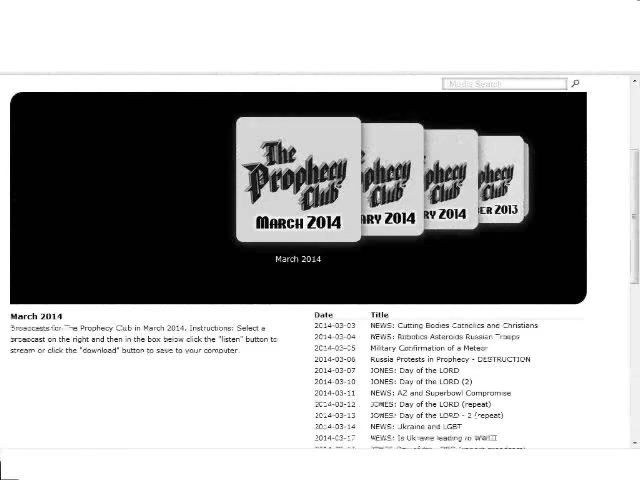 Media Search
The
Prophecy
Club
MARCH 2014
ophecy
Club
ARY 2014
ophecy
Club
RY 2014
phecy
Club
BER 2013
March 2014
March 2014
Broadcasts for The Prophecy Club in March 2014. Instructions: Select a
broadcast on the right and then in the box below click the "listen" button to
stream or click the "download" button to save to your computer.
Date Title
2014-03-03 NEWS: Cutting Bodies Catholics and Christians
2014-03-04 NEWS: Robotics Asteroids Russian Troops
2014-03-05 Military Confirmation of a Meteor
2014-03-06 Russia Protests in Prophecy - DESTRUCTION
2014-03-07 JONES: Day of the LORD
2014-03-10 JONES: Day of the LORD (2)
2014-03-11 NEWS: AZ and Superbowl Compromise
2014-03-12 JONES: Day of the LORD (repeat)
2014-03-13 JONES: Day of the LORD - 2 (repeat)
2014-03-14 NEWS: Ukraine and LGBT
2014-03-17 NEWS: Is Ukraine leading to WWIII